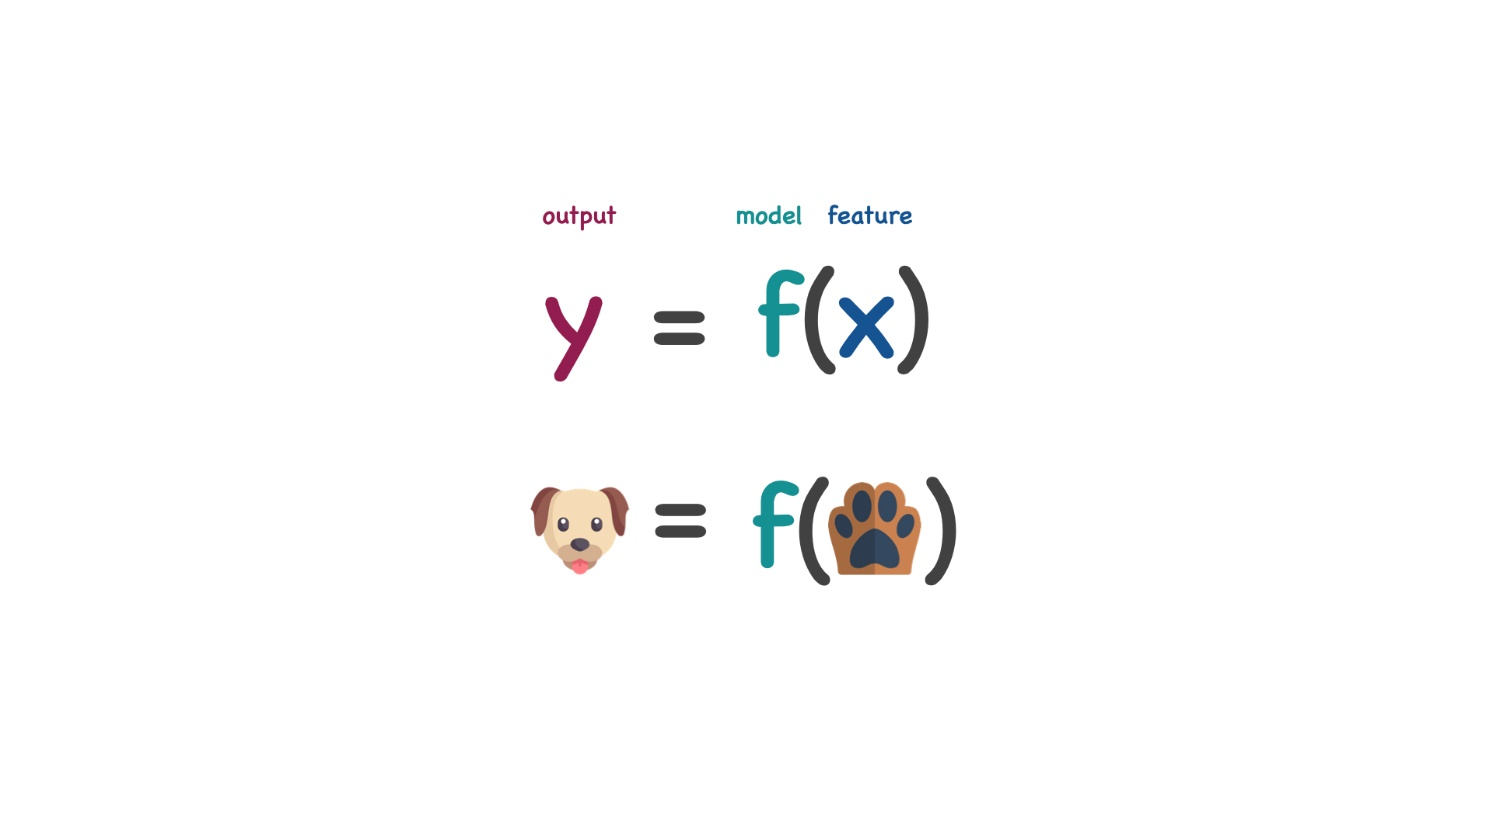 output model feature
y = f(x)
= f( )